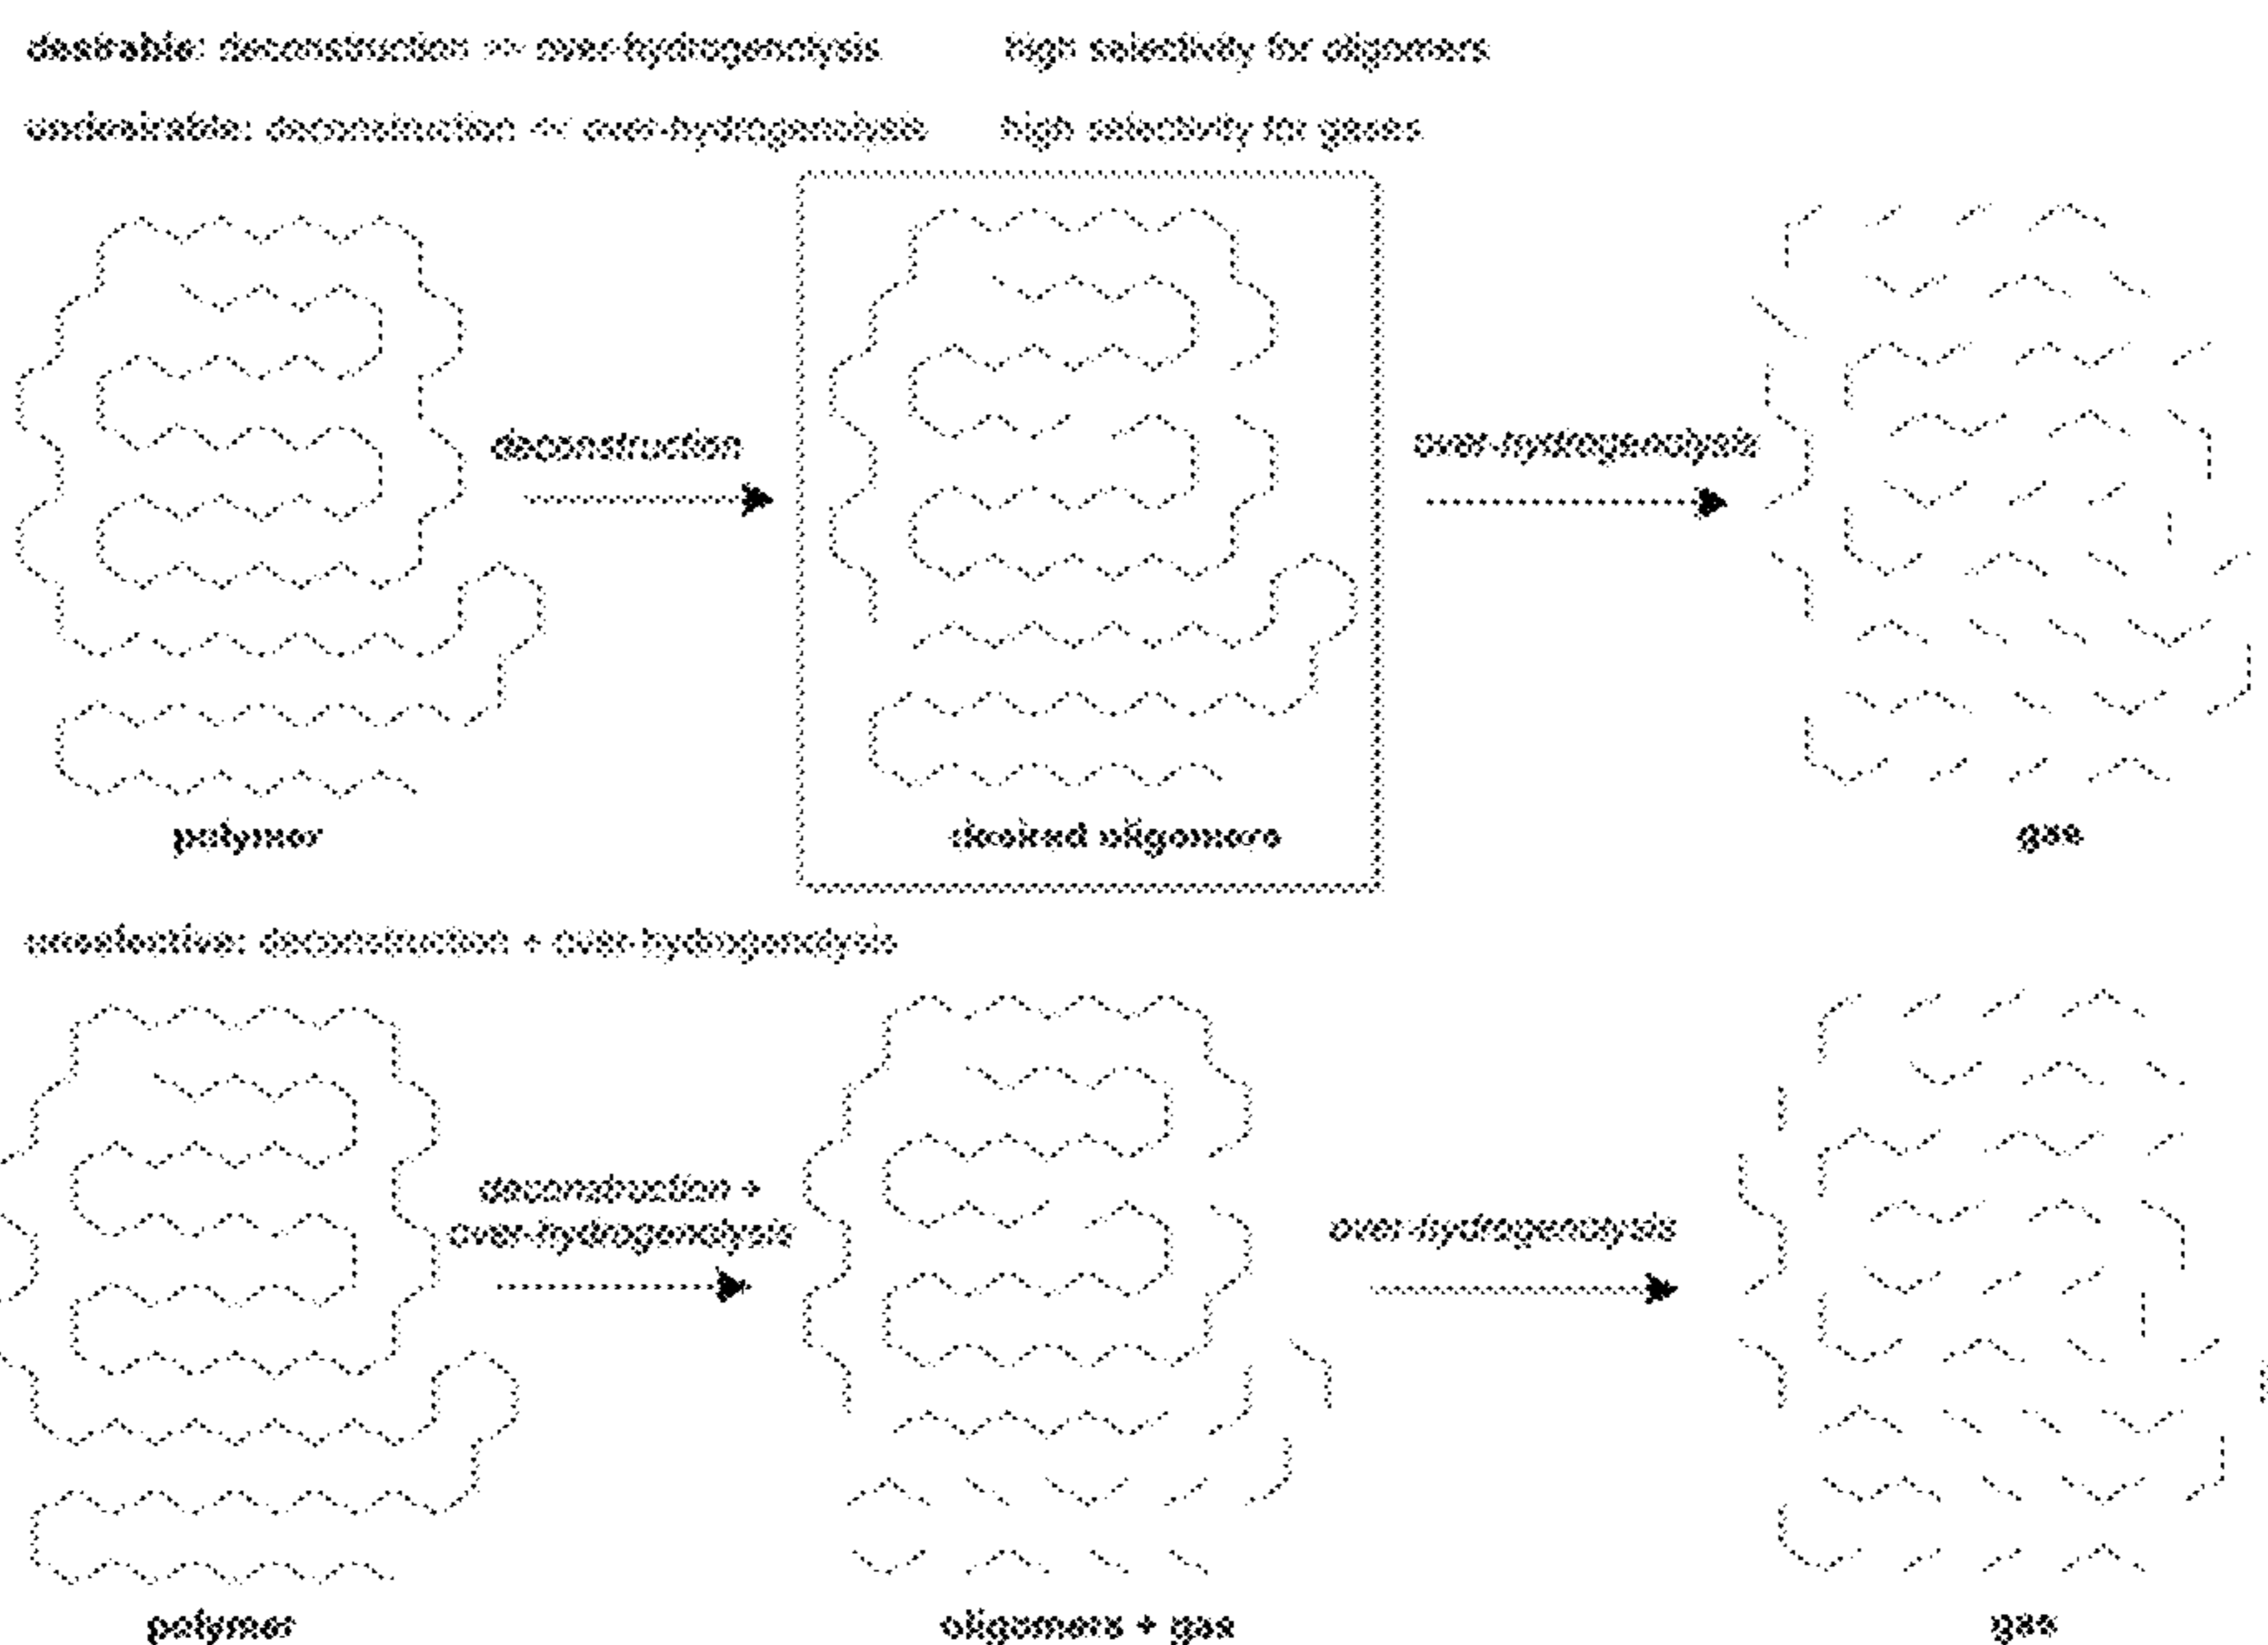 desirable: deconstruction >> over-hydrogenolysis high selectivity for oligomers
undesirable: deconstruction << over-hydrogenolysis high selectivity for gases
deconstruction
over-hydrogenolysis
polymer
desired oligomers
gas
unselective: deconstruction + over-hydrogenolysis
deconstruction +
over-hydrogenolysis
over-hydrogenolysis
polymer
oligomers + gas
gas